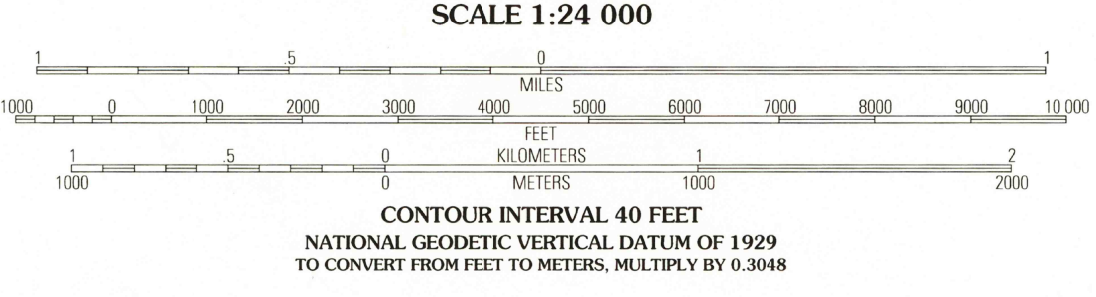 SCALE 1:24 000
1 .5 0 1
MILES
1000 0 1000 2000 3000 4000 5000 6000 7000 8000 9000 10 000
FEET
1 .5 0 KILOMETERS 1 2
1000 0 METERS 1000 2000
CONTOUR INTERVAL 40 FEET
NATIONAL GEODETIC VERTICAL DATUM OF 1929
TO CONVERT FROM FEET TO METERS, MULTIPLY BY 0.3048